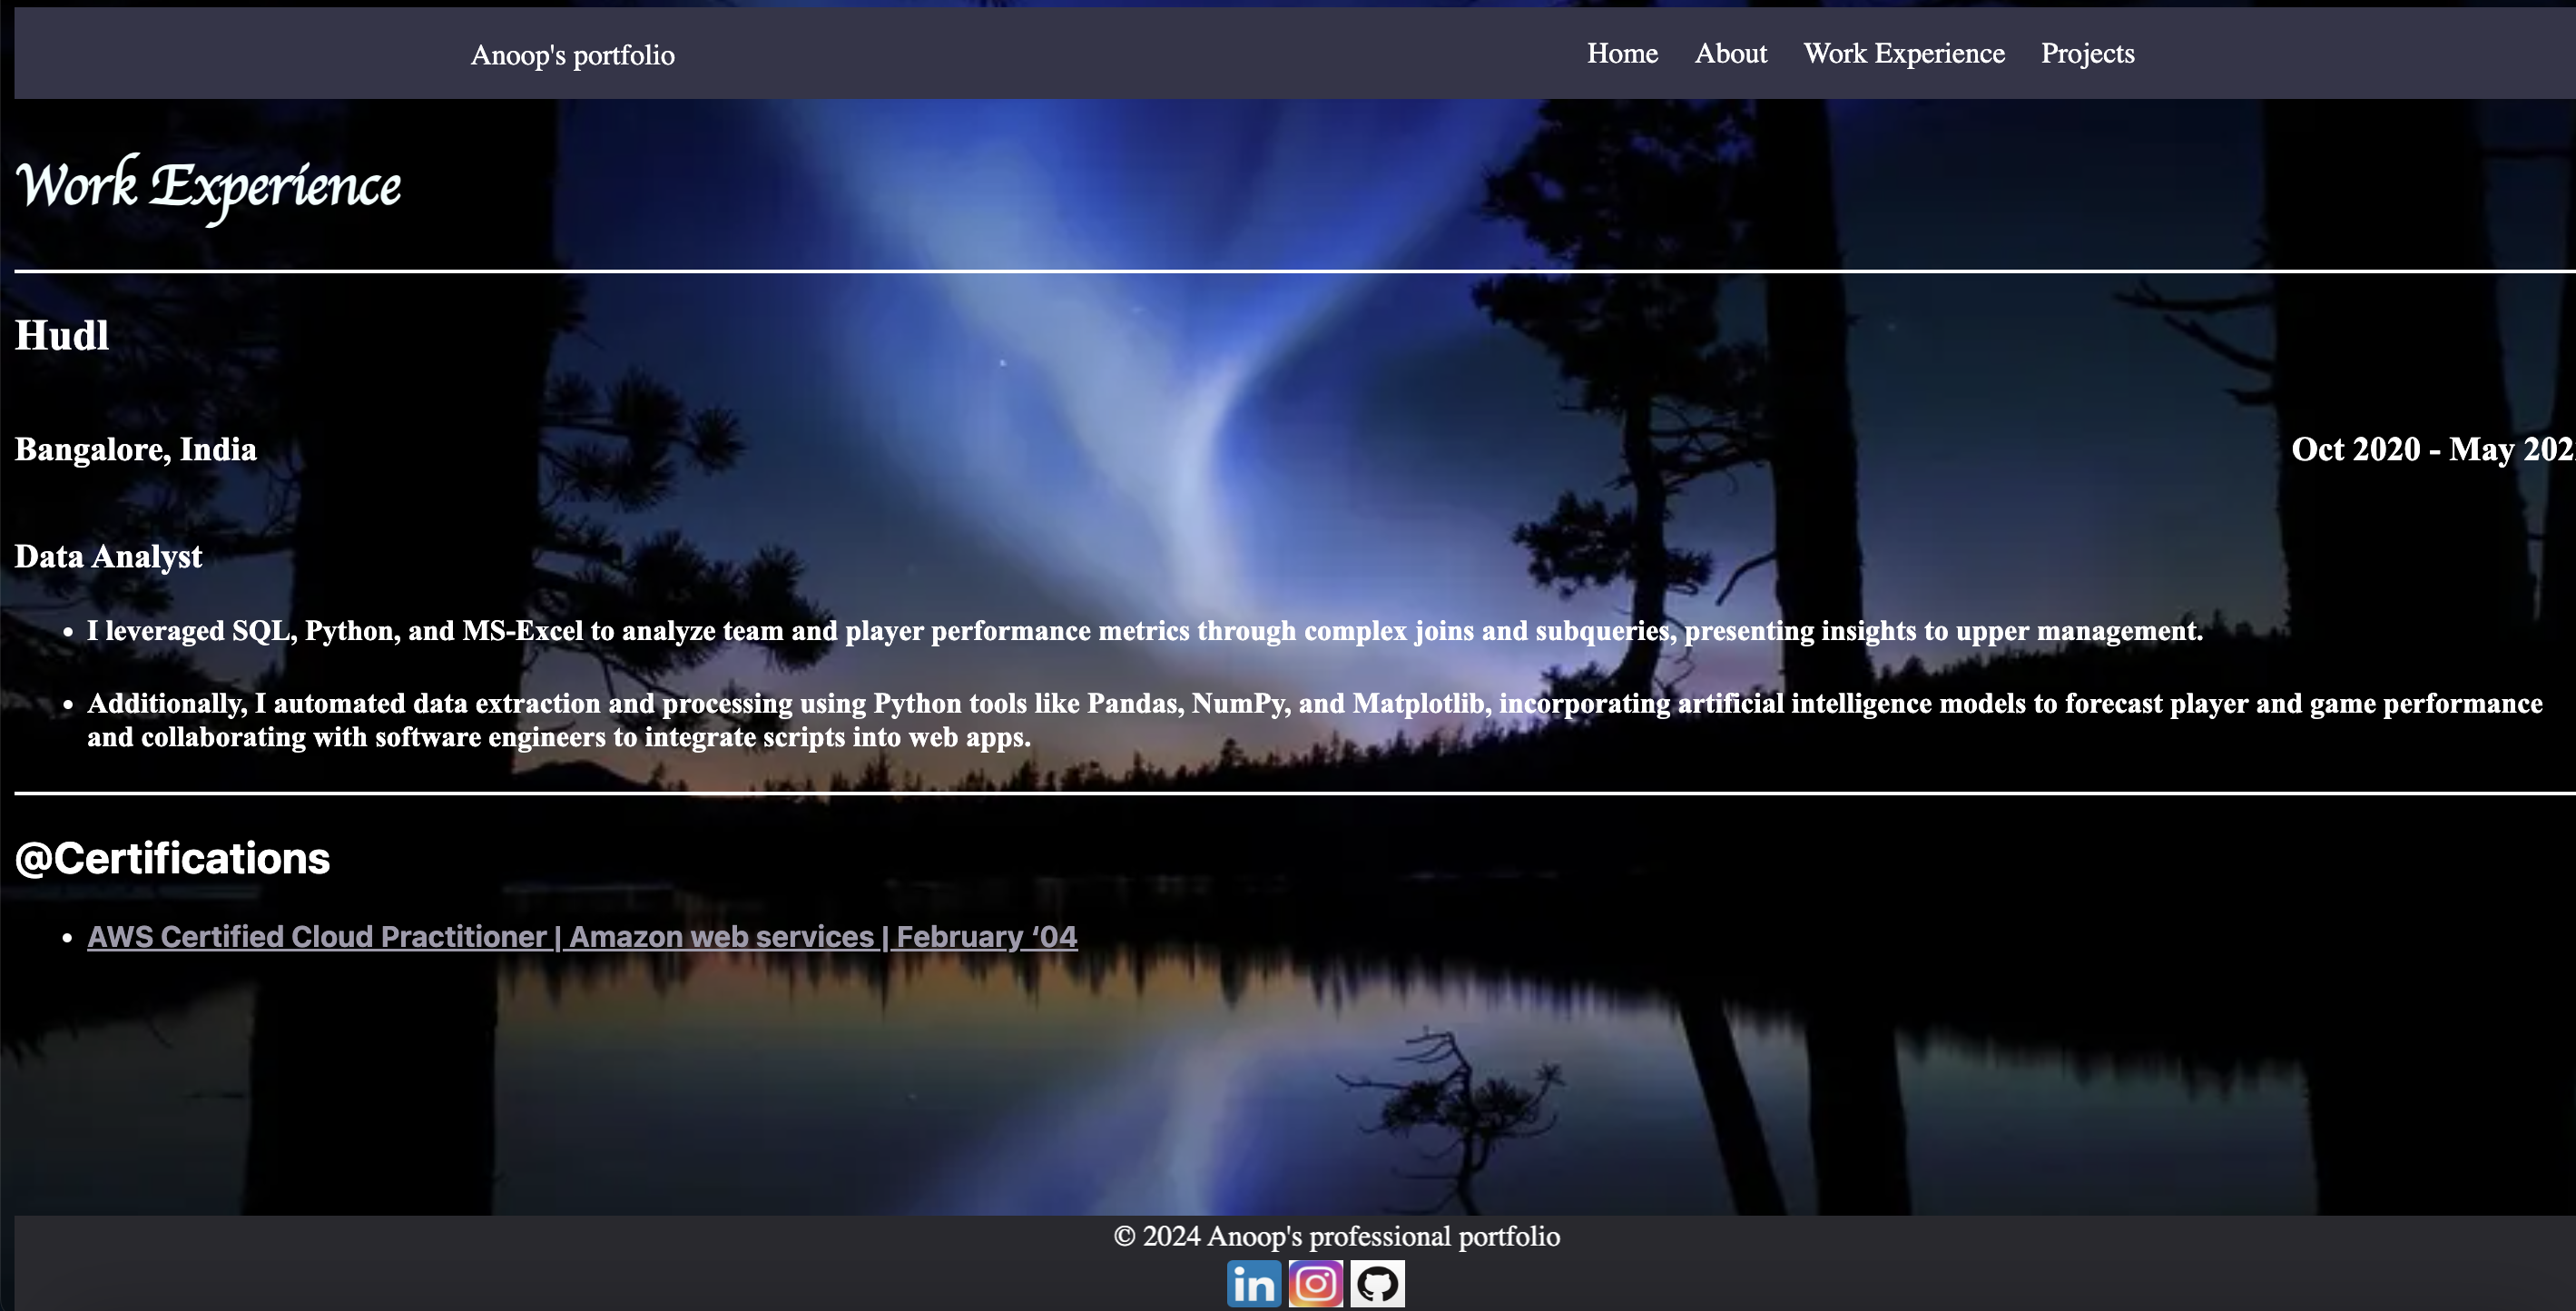 Anoop's portfolio Home About Work Experience Projects
Work Experience
Hudl
Bangalore, India Oct 2020 - May
Data Analyst
• I leveraged SQL, Python, and MS-Excel to analyze team and player performance metrics through complex joins and subqueries, presenting insights to upper management.
• Additionally, I automated data extraction and processing using Python tools like Pandas, NumPy, and Matplotlib, incorporating artificial intelligence models to forecast player and game performance
and collaborating with software engineers to integrate scripts into web apps.
@Certifications
• AWS Certified Cloud Practitioner | Amazon web services | February ‘04
© 2024 Anoop's professional portfolio
in